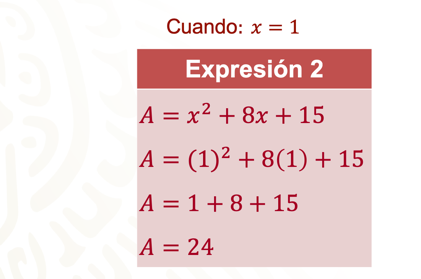 Cuando: x = 1
Expresión 2
A = x² + 8x + 15
A = (1)² + 8(1) + 15
A = 1 + 8 + 15
A = 24